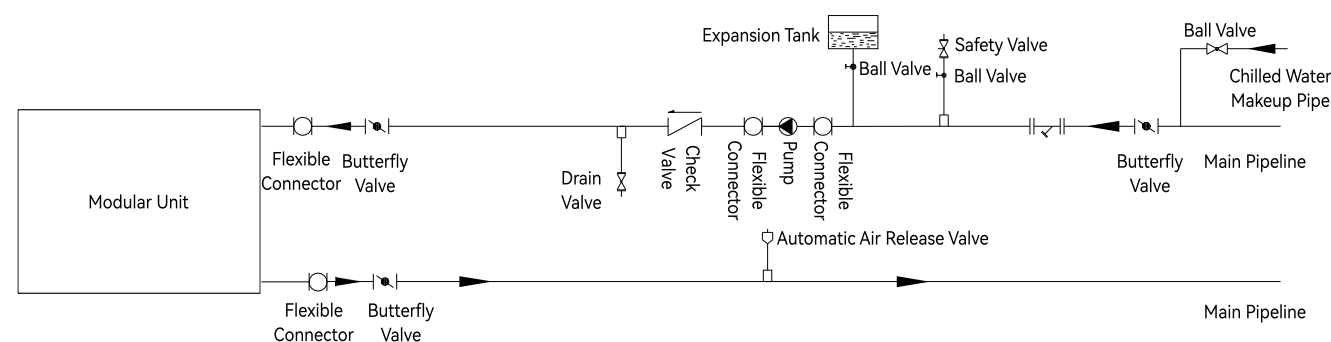 Expansion Tank
Ball Valve
Safety Valve
Ball Valve
Ball Valve
Chilled Water
Makeup Pipe
Flexible
Connector
Butterfly
Valve
Drain
Valve
Check
Valve
Flexible
Connector
Pump
Flexible
Connector
Butterfly
Valve
Main Pipeline
Modular Unit
Automatic Air Release Valve
Flexible
Connector
Butterfly
Valve
Main Pipeline